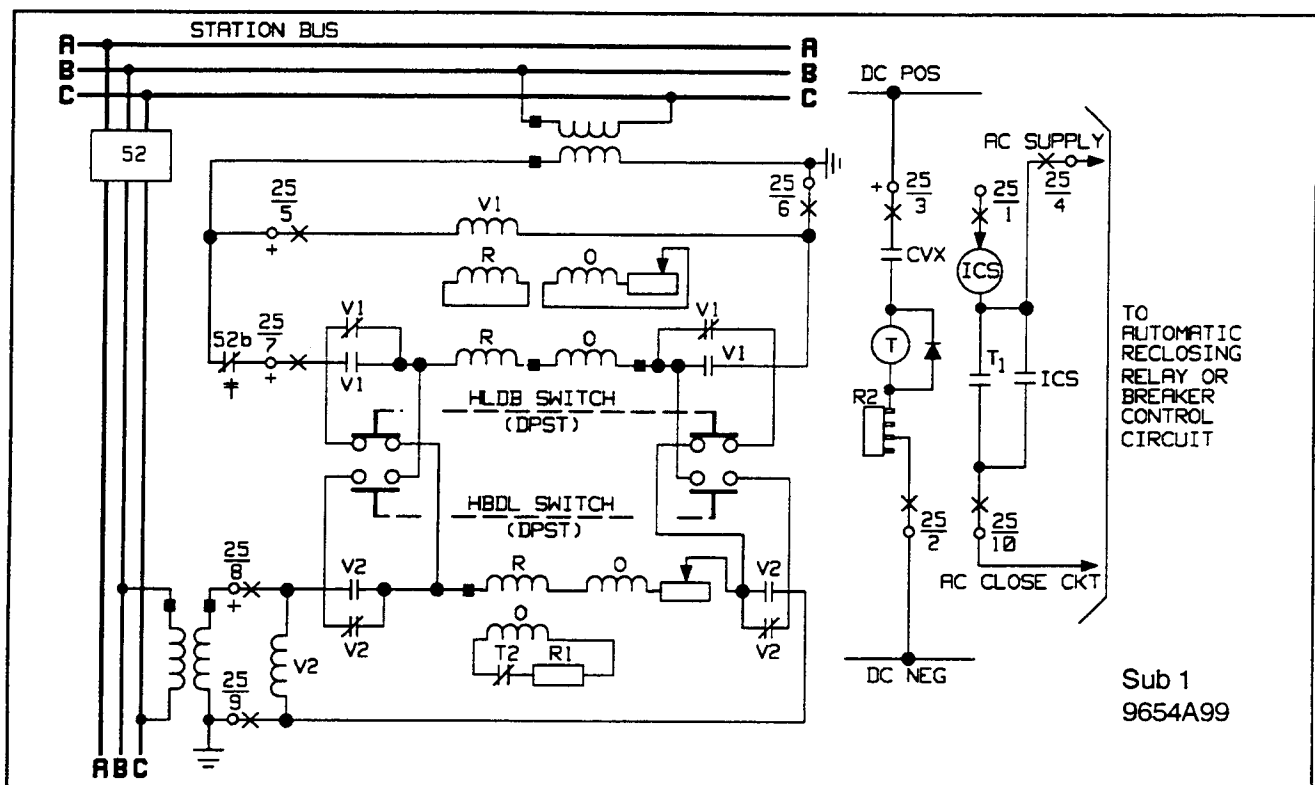 STATION BUS
A A
B B
C C
52
25/5 +
V1
25/6
R O
52b
25/7 +
V1
V1
R O
V1
V1
HLDB SWITCH
(DPST)
HBDL SWITCH
(DPST)
25/8 +
V2
V2
R O
V2
V2
V2
O
T2 R1
25/9
A B C
DC POS
+ 25/3
CVX
T
R2
25/2
DC NEG
AC SUPPLY
25/1
25/4
ICS
T1
ICS
25/10
AC CLOSE CKT
TO
AUTOMATIC
RECLOSING
RELAY OR
BREAKER
CONTROL
CIRCUIT
Sub 1
9654A99